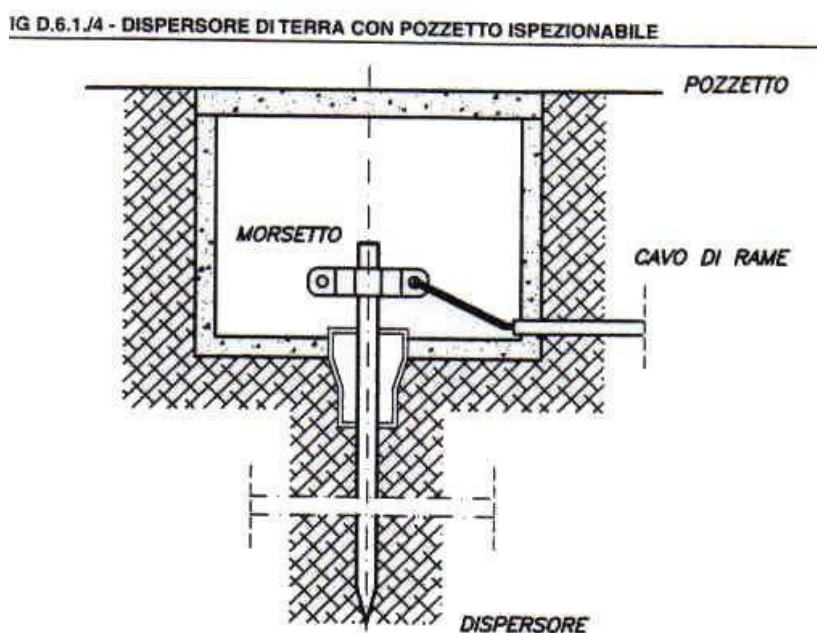 IG D.6.1./4 - DISPERSORE DI TERRA CON POZZETTO ISPEZIONABILE
POZZETTO
MORSETTO
CAVO DI RAME
DISPERSORE